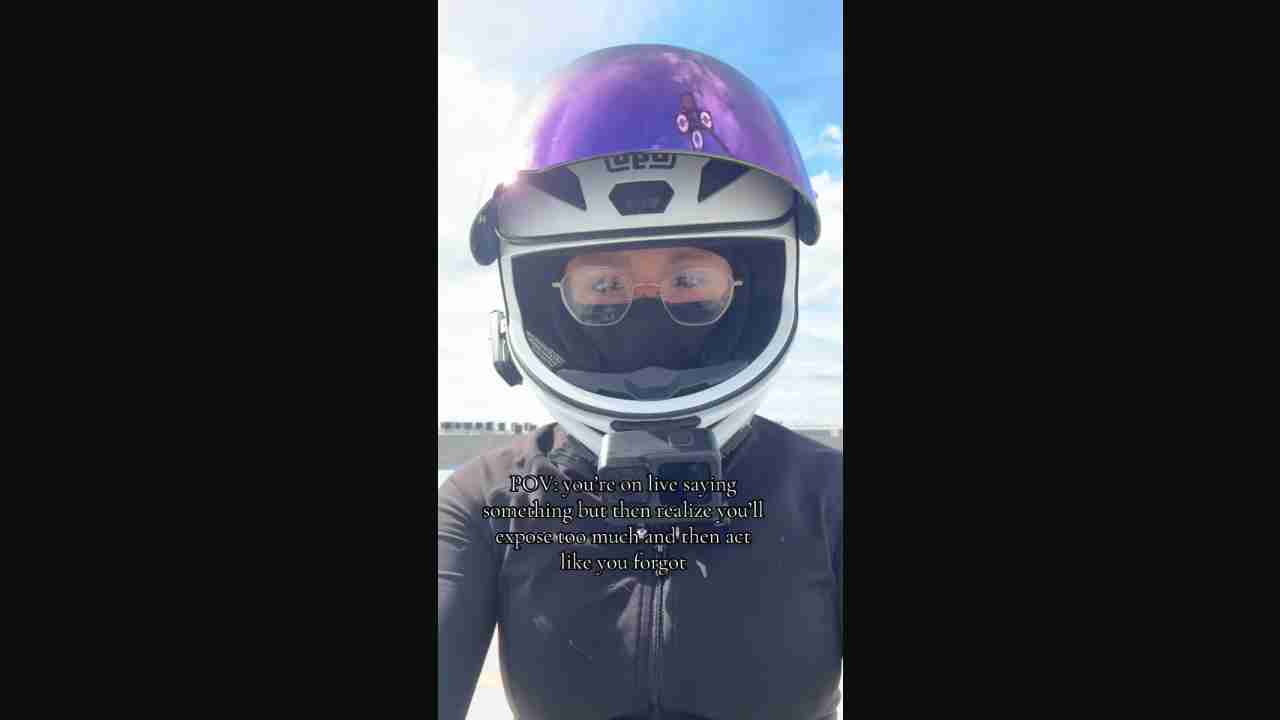 POV: you're on live saying
something but then realize you'll
expose too much and then act
like you forgot